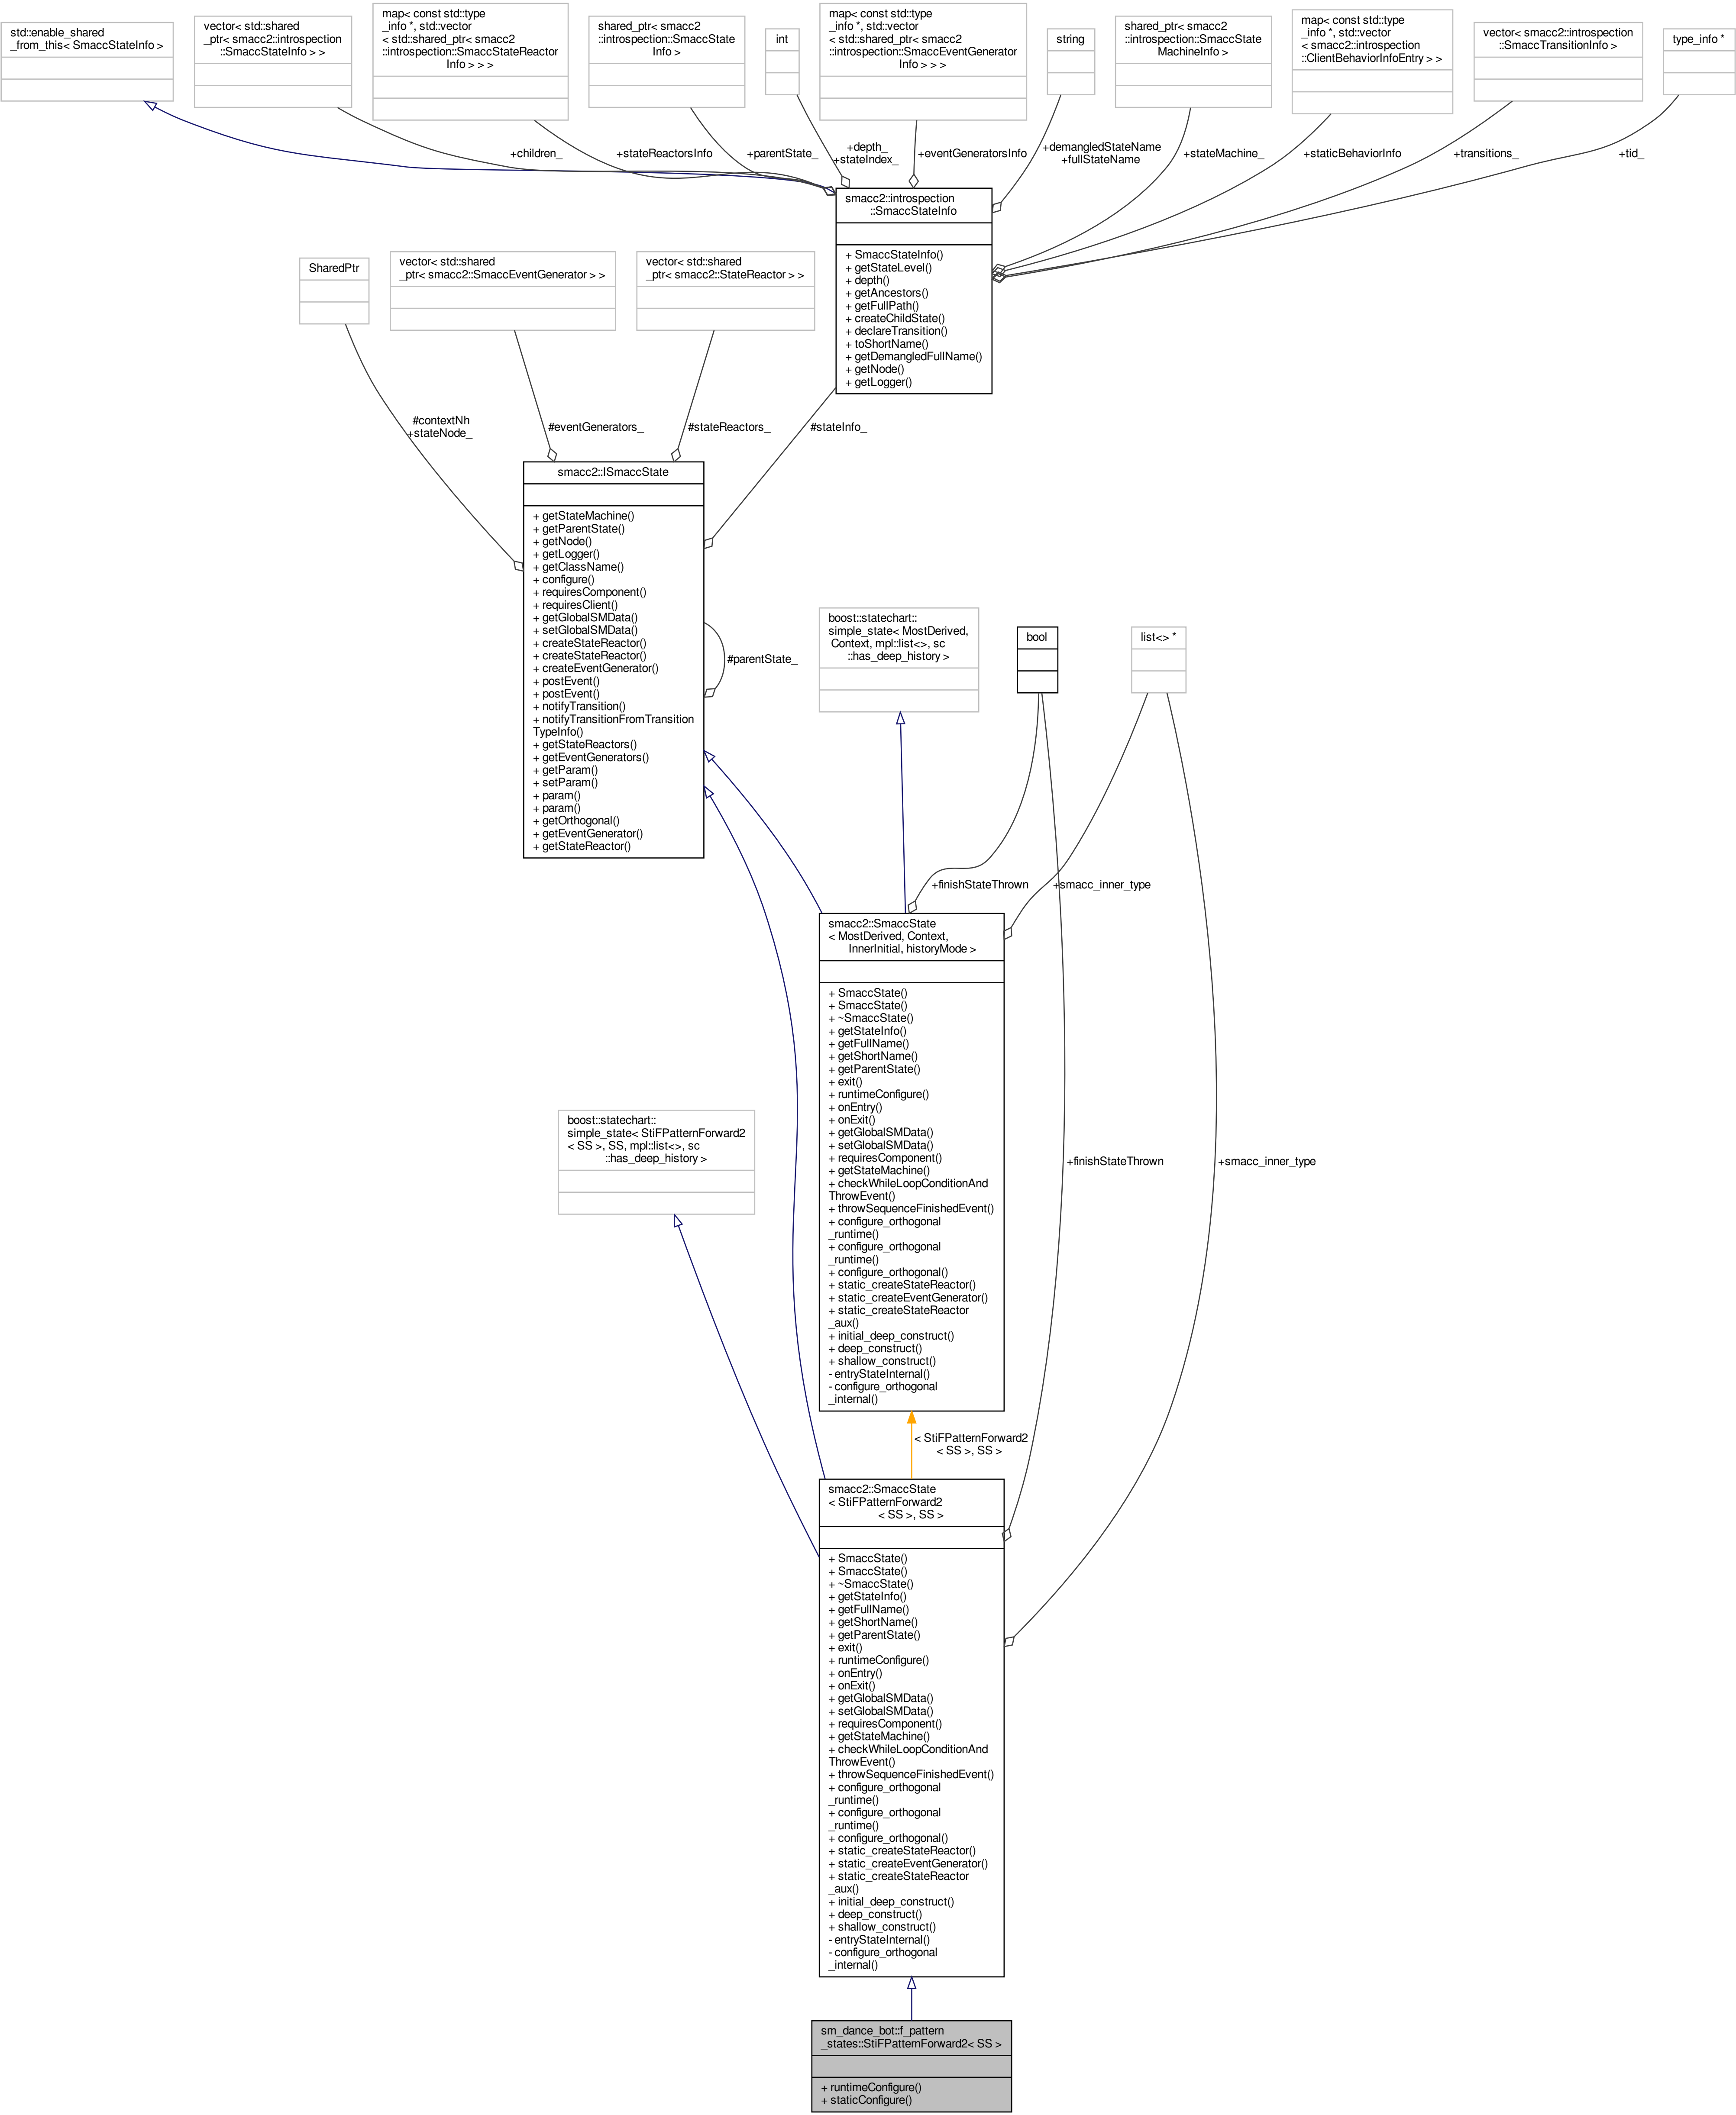 std::enable_shared
_from_this< SmaccStateInfo >
vector< std::shared
_ptr< smacc2::introspection
::SmaccStateInfo > >
map< const std::type
_info *, std::vector
< std::shared_ptr< smacc2
::introspection::SmaccStateReactor
Info > > >
shared_ptr< smacc2
::introspection::SmaccState
Info >
int
map< const std::type
_info *, std::vector
< std::shared_ptr< smacc2
::introspection::SmaccEventGenerator
Info > > >
string
shared_ptr< smacc2
::introspection::SmaccState
MachineInfo >
map< const std::type
_info *, std::vector
< smacc2::introspection
::ClientBehaviorInfoEntry > >
vector< smacc2::introspection
::SmaccTransitionInfo >
type_info *
+children_
+stateReactorsInfo
+parentState_
+depth_
+stateIndex_
+eventGeneratorsInfo
+demangledStateName
+fullStateName
+stateMachine_
+staticBehaviorInfo
+transitions_
+tid_
smacc2::introspection
::SmaccStateInfo
+ SmaccStateInfo()
+ getStateLevel()
+ depth()
+ getAncestors()
+ getFullPath()
+ createChildState()
+ declareTransition()
+ toShortName()
+ getDemangledFullName()
+ getNode()
+ getLogger()
SharedPtr
vector< std::shared
_ptr< smacc2::SmaccEventGenerator > >
vector< std::shared
_ptr< smacc2::StateReactor > >
#contextNh
+stateNode_
#eventGenerators_
#stateReactors_
#stateInfo_
smacc2::ISmaccState
+ getStateMachine()
+ getParentState()
+ getNode()
+ getLogger()
+ getClassName()
+ configure()
+ requiresComponent()
+ requiresClient()
+ getGlobalSMData()
+ setGlobalSMData()
+ createStateReactor()
+ createStateReactor()
+ createEventGenerator()
+ postEvent()
+ postEvent()
+ notifyTransition()
+ notifyTransitionFromTransition
TypeInfo()
+ getStateReactors()
+ getEventGenerators()
+ getParam()
+ setParam()
+ param()
+ param()
+ getOrthogonal()
+ getEventGenerator()
+ getStateReactor()
#parentState_
boost::statechart::
simple_state< MostDerived,
Context, mpl::list<>, sc
::has_deep_history >
bool
list<> *
+finishStateThrown
+smacc_inner_type
smacc2::SmaccState
< MostDerived, Context,
InnerInitial, historyMode >
+ SmaccState()
+ SmaccState()
+ ~SmaccState()
+ getStateInfo()
+ getFullName()
+ getShortName()
+ getParentState()
+ exit()
+ runtimeConfigure()
+ onEntry()
+ onExit()
+ getGlobalSMData()
+ setGlobalSMData()
+ requiresComponent()
+ getStateMachine()
+ checkWhileLoopConditionAnd
ThrowEvent()
+ throwSequenceFinishedEvent()
+ configure_orthogonal
_runtime()
+ configure_orthogonal
_runtime()
+ configure_orthogonal()
+ static_createStateReactor()
+ static_createEventGenerator()
+ static_createStateReactor
_aux()
+ initial_deep_construct()
+ deep_construct()
+ shallow_construct()
- entryStateInternal()
- configure_orthogonal
_internal()
boost::statechart::
simple_state< StiFPatternForward2
< SS >, SS, mpl::list<>, sc
::has_deep_history >
+finishStateThrown
+smacc_inner_type
< StiFPatternForward2
< SS >, SS >
smacc2::SmaccState
< StiFPatternForward2
< SS >, SS >
+ SmaccState()
+ SmaccState()
+ ~SmaccState()
+ getStateInfo()
+ getFullName()
+ getShortName()
+ getParentState()
+ exit()
+ runtimeConfigure()
+ onEntry()
+ onExit()
+ getGlobalSMData()
+ setGlobalSMData()
+ requiresComponent()
+ getStateMachine()
+ checkWhileLoopConditionAnd
ThrowEvent()
+ throwSequenceFinishedEvent()
+ configure_orthogonal
_runtime()
+ configure_orthogonal
_runtime()
+ configure_orthogonal()
+ static_createStateReactor()
+ static_createEventGenerator()
+ static_createStateReactor
_aux()
+ initial_deep_construct()
+ deep_construct()
+ shallow_construct()
- entryStateInternal()
- configure_orthogonal
_internal()
sm_dance_bot::f_pattern
_states::StiFPatternForward2< SS >
+ runtimeConfigure()
+ staticConfigure()